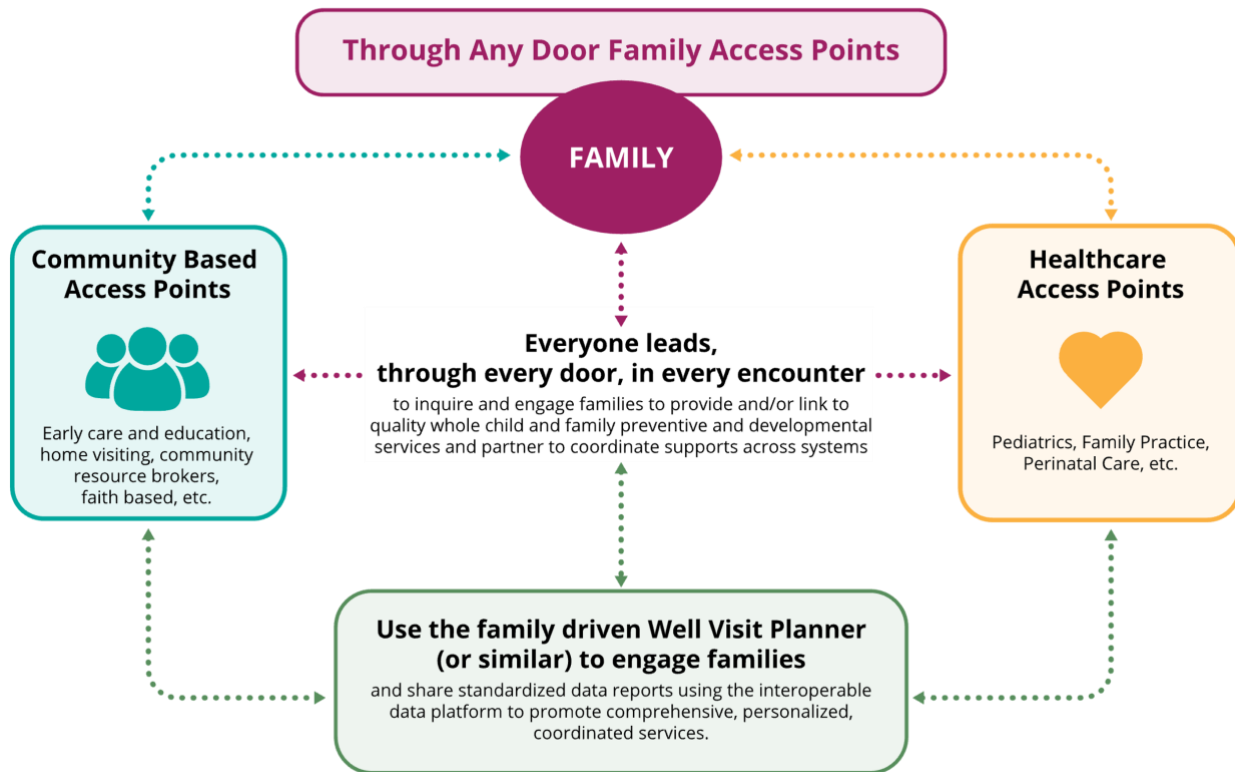 Through Any Door Family Access Points
FAMILY
Community Based
Access Points
Early care and education,
home visiting, community
resource brokers,
faith based, etc.
Everyone leads,
through every door, in every encounter
to inquire and engage families to provide and/or link to
quality whole child and family preventive and developmental
services and partner to coordinate supports across systems
Healthcare
Access Points
Pediatrics, Family Practice,
Perinatal Care, etc.
Use the family driven Well Visit Planner
(or similar) to engage families
and share standardized data reports using the interoperable
data platform to promote comprehensive, personalized,
coordinated services.